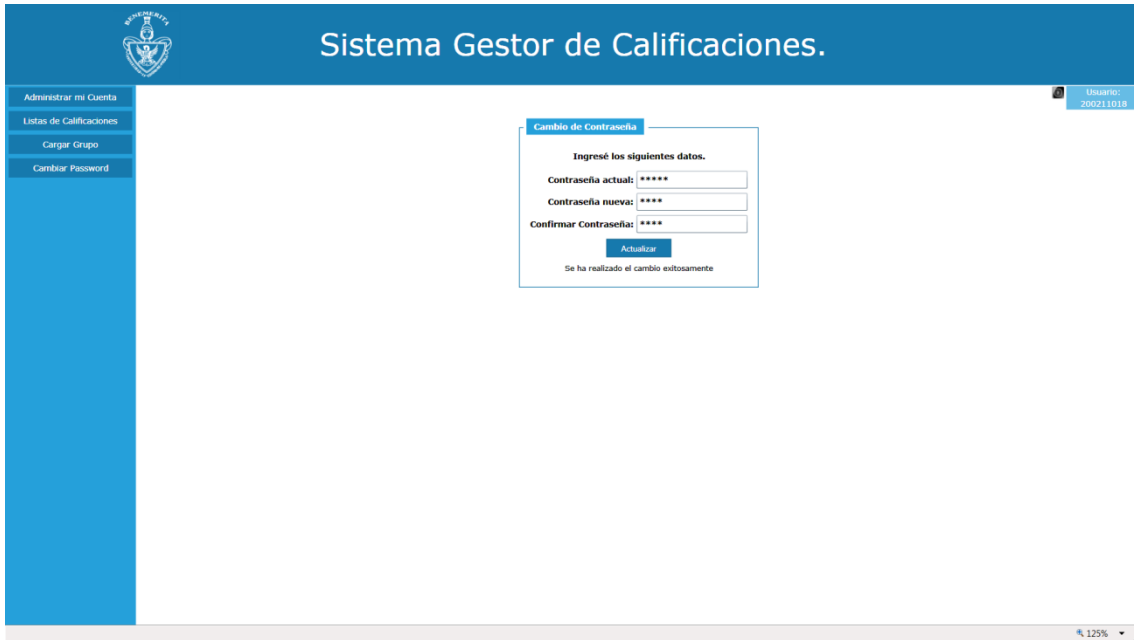 BENEMERITA
Sistema Gestor de Calificaciones.
Administrar mi Cuenta
Listas de Calificaciones
Cargar Grupo
Cambiar Password
Usuario:
200211018
Cambio de Contraseña
Ingresé los siguientes datos.
Contraseña actual: *****
Contraseña nueva: ****
Confirmar Contraseña: ****
Actualizar
Se ha realizado el cambio exitosamente
125%